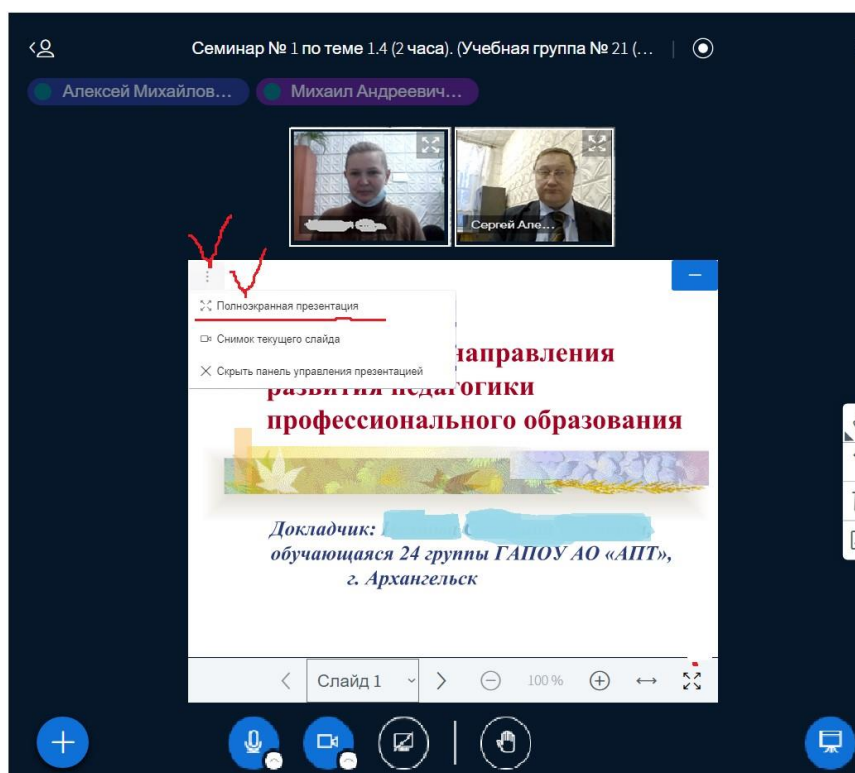 Семинар № 1 по теме 1.4 (2 часа). (Учебная группа № 21 (...
Алексей Михайлов...
Михаил Андреевич...
Сергей Але...
Полноэкранная презентация
Снимок текущего слайда
Скрыть панель управления презентацией
направления
развития педагогики
профессионального образования
Докладчик:
обучающаяся 24 группы ГАПОУ АО «АПТ»,
г. Архангельск
Слайд 1
100 %